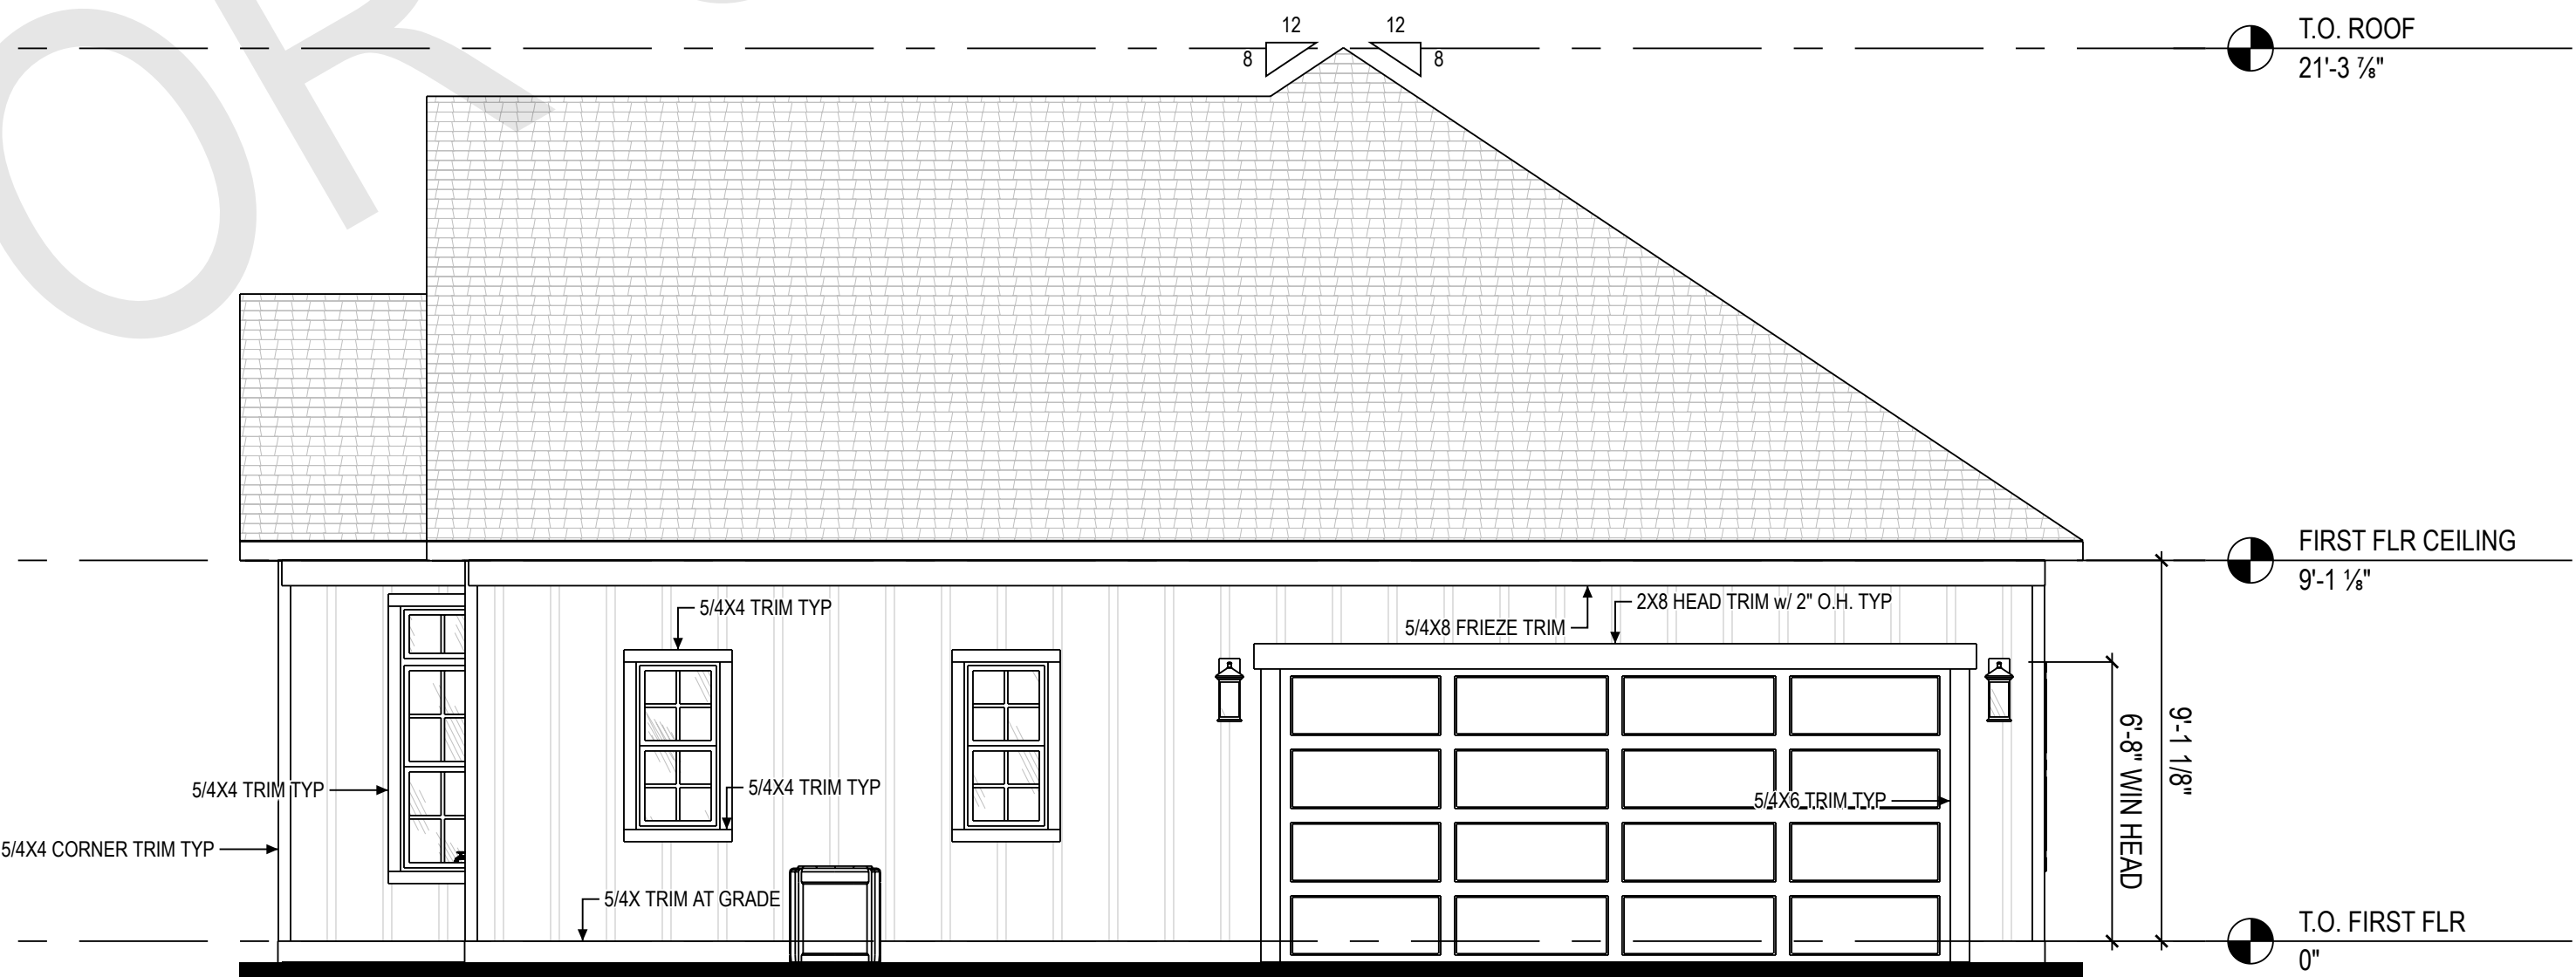 OR
12
12
8
8
T.O. ROOF
21'-3 ⅞"
FIRST FLR CEILING
9'-1 ⅛"
5/4X4 TRIM TYP
2X8 HEAD TRIM w/ 2" O.H. TYP
5/4X8 FRIEZE TRIM
9'-1 1/8"
6'-8" WIN HEAD
5/4X4 TRIM TYP
5/4X4 TRIM TYP
5/4X6 TRIM TYP
5/4X4 CORNER TRIM TYP
5/4X TRIM AT GRADE
T.O. FIRST FLR
0"